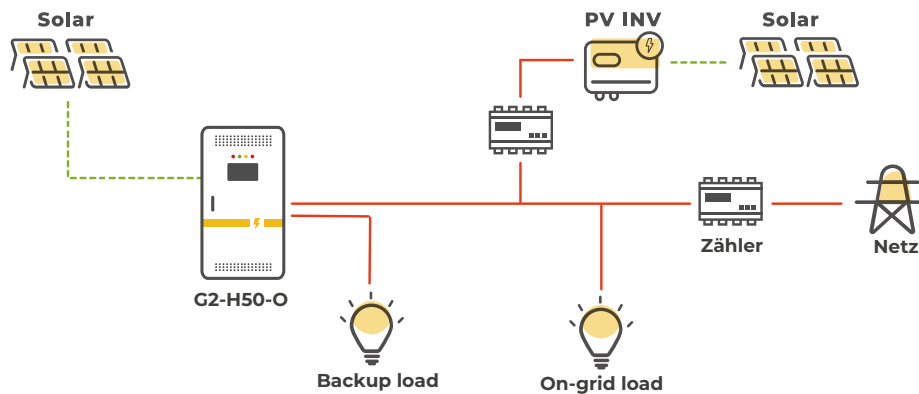 Solar
PV INV
Solar
Zähler
Netz
G2-H50-O
Backup load
On-grid load